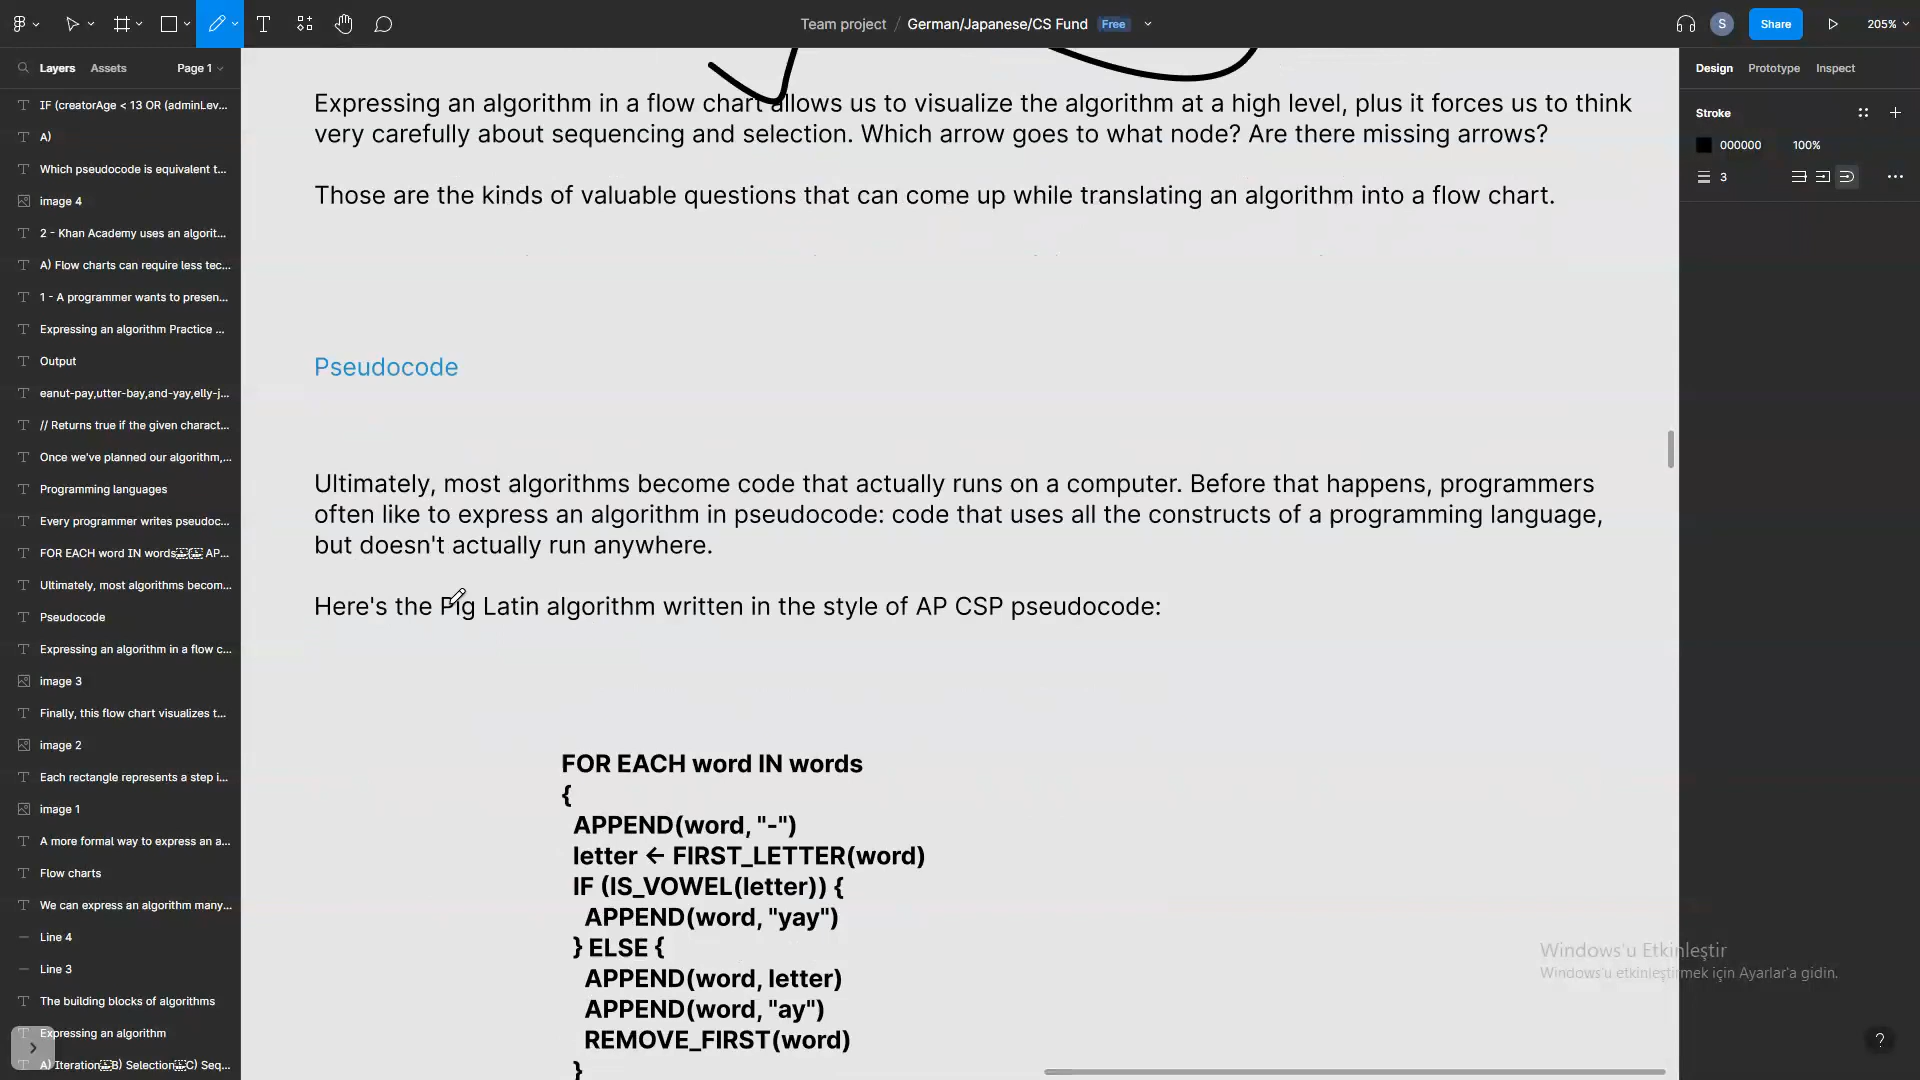 Team project / German/Japanese/CS Fund Free
S
Share
205%
Layers Assets Page 1
IF (creatorAge < 13 OR (adminLev...
A)
Which pseudocode is equivalent t...
image 4
2 - Khan Academy uses an algorit...
A) Flow charts can require less tec...
1 - A programmer wants to presen...
Expressing an algorithm Practice ...
Output
eanut-pay,utter-bay,and-yay,elly-j...
// Returns true if the given charact...
Once we've planned our algorithm,...
Programming languages
Every programmer writes pseudoc...
FOR EACH word IN words AP...
Ultimately, most algorithms becom...
Pseudocode
Expressing an algorithm in a flow c...
image 3
Finally, this flow chart visualizes t...
image 2
Each rectangle represents a step i...
image 1
A more formal way to express an a...
Flow charts
We can express an algorithm many...
Line 4
Line 3
The building blocks of algorithms
Expressing an algorithm
A) Iteration B) Selection C) Seq...
Expressing an algorithm in a flow chart allows us to visualize the algorithm at a high level, plus it forces us to think
very carefully about sequencing and selection. Which arrow goes to what node? Are there missing arrows?
Those are the kinds of valuable questions that can come up while translating an algorithm into a flow chart.
Pseudocode
Ultimately, most algorithms become code that actually runs on a computer. Before that happens, programmers
often like to express an algorithm in pseudocode: code that uses all the constructs of a programming language,
but doesn't actually run anywhere.
Here's the Pig Latin algorithm written in the style of AP CSP pseudocode:
FOR EACH word IN words
{
APPEND(word, "-")
letter ← FIRST_LETTER(word)
IF (IS_VOWEL(letter)) {
APPEND(word, "yay")
} ELSE {
APPEND(word, letter)
APPEND(word, "ay")
REMOVE_FIRST(word)
}
Design Prototype Inspect
Stroke
000000 100%
3
Windows'u Etkinleştir
Windows'u etkinleştirmek için Ayarlar'a gidin.
?